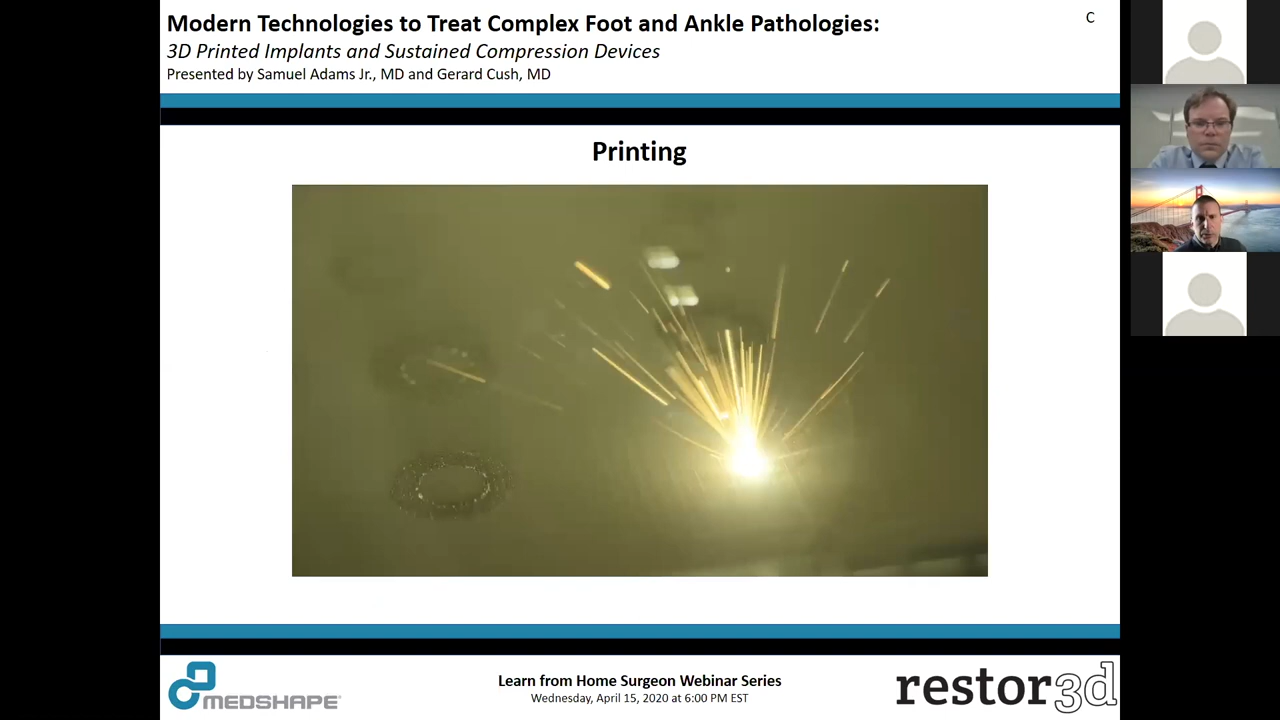 Modern Technologies to Treat Complex Foot and Ankle Pathologies:
3D Printed Implants and Sustained Compression Devices
Presented by Samuel Adams Jr., MD and Gerard Cush, MD
C
Printing
MEDSHAPE
Learn from Home Surgeon Webinar Series
Wednesday, April 15, 2020 at 6:00 PM EST
restor3d